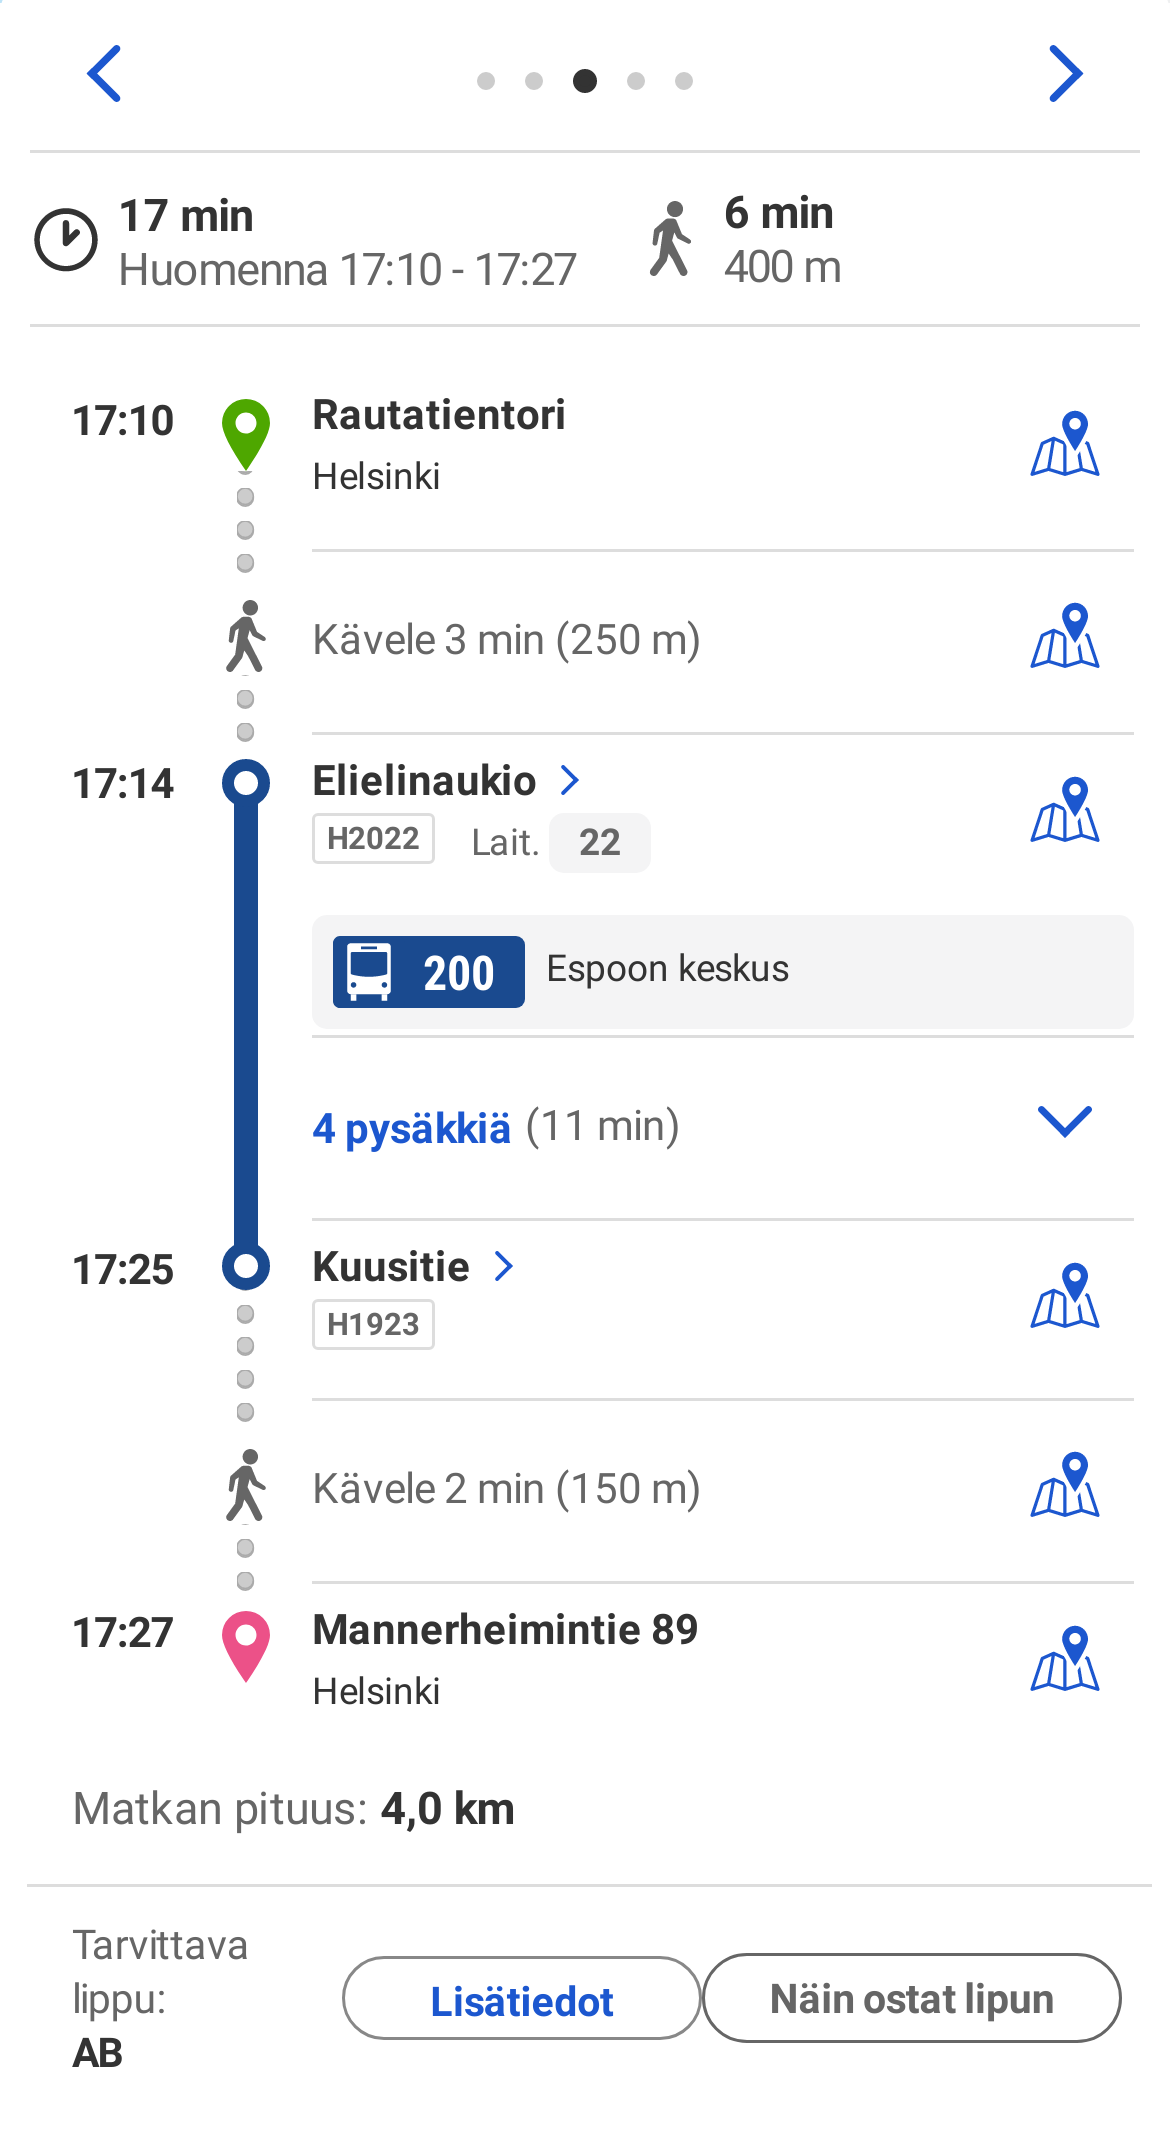 17 min
Huomenna 17:10 - 17:27
6 min
400 m
17:10
Rautatientori
Helsinki
Kävele 3 min (250 m)
17:14
Elielinaukio
H2022 Lait. 22
200 Espoon keskus
4 pysäkkiä (11 min)
17:25
Kuusitie
H1923
Kävele 2 min (150 m)
17:27
Mannerheimintie 89
Helsinki
Matkan pituus: 4,0 km
Tarvittava
lippu:
AB
Lisätiedot
Näin ostat lipun